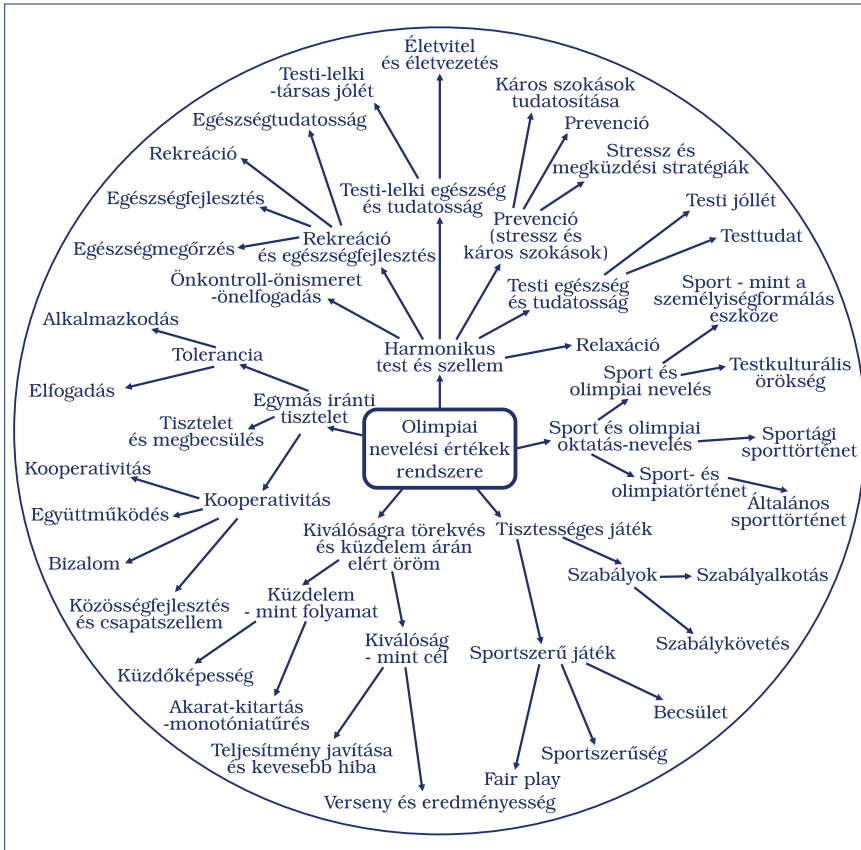 Életvitel
és életvezetés
Testi-lelki
-társas jólét
Káros szokások
tudatosítása
Egészségtudatosság
Prevenció
Rekreáció
Stressz és
megküzdési stratégiák
Egészségfejlesztés
Testi-lelki egészség
és tudatosság
Testi jóllét
Prevenció
(stressz és
káros szokások)
Testtudat
Egészségmegőrzés
Rekreáció
és egészségfejlesztés
Önkontroll-önismeret
-önelfogadás
Testi egészség
és tudatosság
Sport - mint a
személyiségformálás
eszköze
Alkalmazkodás
Tolerancia
Harmonikus
test és szellem
Relaxáció
Sport és
olimpiai nevelés
Testkulturális
örökség
Elfogadás
Egymás iránti
tisztelet
Tisztelet
és megbecsülés
Olimpiai
nevelési értékek
rendszere
Sport és olimpiai
oktatás-nevelés
Sportági
sporttörténet
Kooperativitás
Kooperativitás
Sport- és
olimpiatörténet
Általános
sporttörténet
Együttműködés
Kiválóságra törekvés
és küzdelem árán
elért öröm
Tisztességes játék
Bizalom
Szabályok
Szabályalkotás
Közösségfejlesztés
és csapatszellem
Küzdelem
- mint folyamat
Kiválóság
- mint cél
Sportszerű játék
Szabálykövetés
Küzdőképesség
Akarat-kitartás
-monotóniatűrés
Becsület
Teljesítmény javítása
és kevesebb hiba
Sportszerűség
Fair play
Verseny és eredményesség